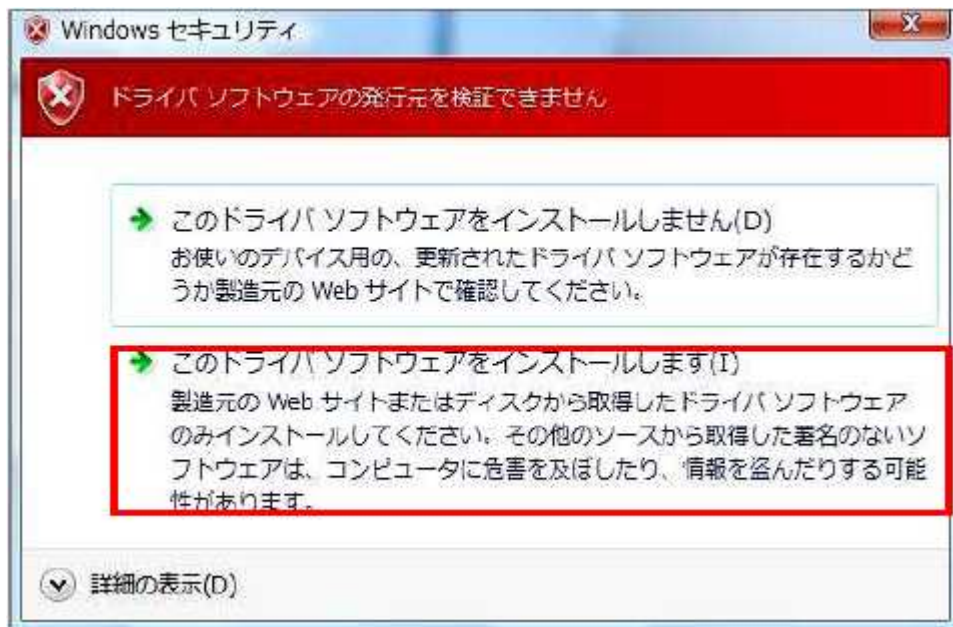 Windows セキュリティ
ドライバ ソフトウェアの発行元を検証できません
このドライバ ソフトウェアをインストールしません(D)
お使いのデバイス用の、更新されたドライバ ソフトウェアが存在するかど
うか製造元の Web サイトで確認してください。
このドライバ ソフトウェアをインストールします(I)
製造元の Web サイトまたはディスクから取得したドライバ ソフトウェア
のみインストールしてください。その他のソースから取得した署名のないソ
フトウェアは、コンピュータに危害を及ぼしたり、情報を盗んだりする可能
性があります。
詳細の表示(D)